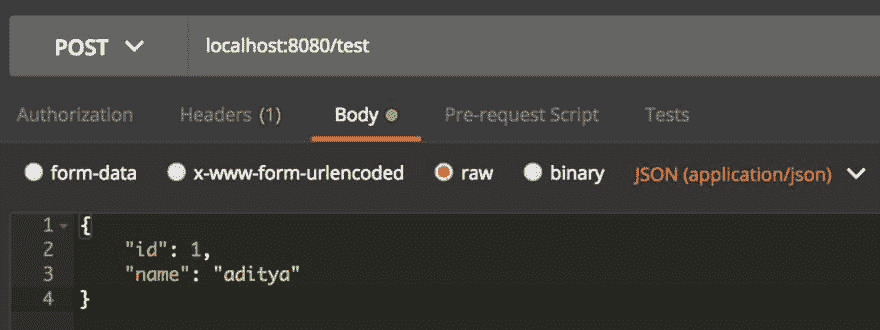 POST localhost:8080/test
Authorization Headers (1) Body Pre-request Script Tests
form-data x-www-form-urlencoded raw binary JSON (application/json)
1 {
2 "id": 1,
3 "name": "aditya"
4 }